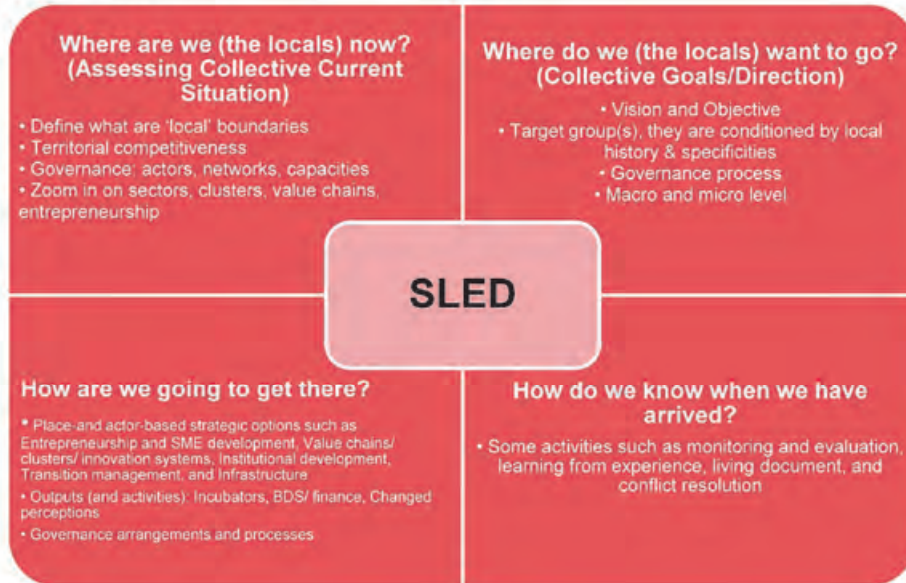 Where are we (the locals) now?
(Assessing Collective Current
Situation)
• Define what are 'local' boundaries
• Territorial competitiveness
• Governance: actors, networks, capacities
• Zoom in on sectors, clusters, value chains,
entrepreneurship
Where do we (the locals) want to go?
(Collective Goals/Direction)
• Vision and Objective
• Target group(s), they are conditioned by local
history & specificities
• Governance process
• Macro and micro level
SLED
How are we going to get there?
• Place-and actor-based strategic options such as
Entrepreneurship and SME development, Value chains/
clusters/ innovation systems, Institutional development,
Transition management, and Infrastructure
• Outputs (and activities): Incubators, BDS/ finance, Changed
perceptions
• Governance arrangements and processes
How do we know when we have
arrived?
• Some activities such as monitoring and evaluation,
learning from experience, living document, and
conflict resolution